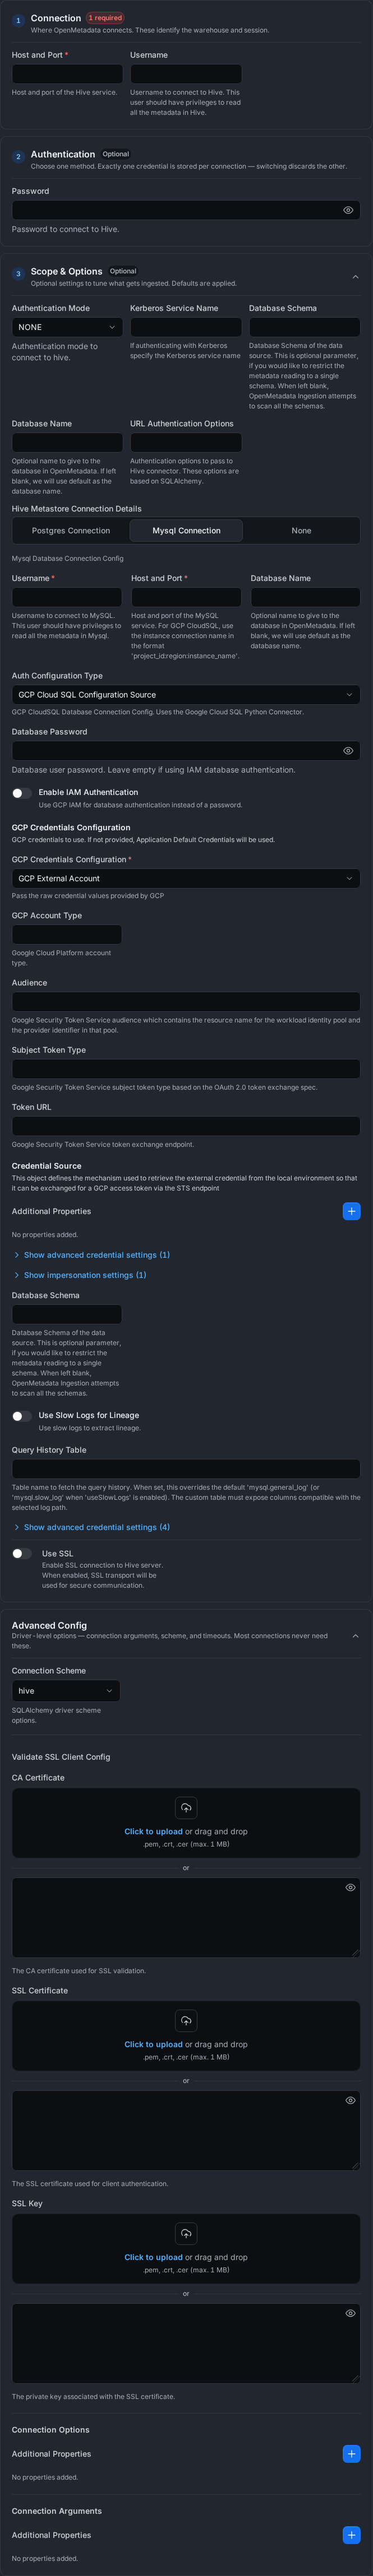 1 Connection 1 required
Where OpenMetadata connects. These identify the warehouse and session.
Host and Port * Username
Host and port of the Hive service.
Username to connect to Hive. This
user should have privileges to read
all the metadata in Hive.
2 Authentication Optional
Choose one method. Exactly one credential is stored per connection — switching discards the other.
Password
Password to connect to Hive.
3 Scope & Options Optional
Optional settings to tune what gets ingested. Defaults are applied.
Authentication Mode Kerberos Service Name Database Schema
NONE
Authentication mode to
connect to hive.
If authenticating with Kerberos
specify the Kerberos service name
Database Schema of the data
source. This is optional parameter,
if you would like to restrict the
metadata reading to a single
schema. When left blank,
OpenMetadata Ingestion attempts
to scan all the schemas.
Database Name URL Authentication Options
Optional name to give to the
database in OpenMetadata. If left
blank, we will use default as the
database name.
Authentication options to pass to
Hive connector. These options are
based on SQLAlchemy.
Hive Metastore Connection Details
Postgres Connection Mysql Connection None
Mysql Database Connection Config
Username * Host and Port * Database Name
Username to connect to MySQL.
This user should have privileges to
read all the metadata in Mysql.
Host and port of the MySQL
service. For GCP CloudSQL, use
the instance connection name in
the format
'project_id:region:instance_name'.
Optional name to give to the
database in OpenMetadata. If left
blank, we will use default as the
database name.
Auth Configuration Type
GCP Cloud SQL Configuration Source
GCP CloudSQL Database Connection Config. Uses the Google Cloud SQL Python Connector.
Database Password
Database user password. Leave empty if using IAM database authentication.
Enable IAM Authentication
Use GCP IAM for database authentication instead of a password.
GCP Credentials Configuration
GCP credentials to use. If not provided, Application Default Credentials will be used.
GCP Credentials Configuration *
GCP External Account
Pass the raw credential values provided by GCP
GCP Account Type
Google Cloud Platform account
type.
Audience
Google Security Token Service audience which contains the resource name for the workload identity pool and
the provider identifier in that pool.
Subject Token Type
Google Security Token Service subject token type based on the OAuth 2.0 token exchange spec.
Token URL
Google Security Token Service token exchange endpoint.
Credential Source
This object defines the mechanism used to retrieve the external credential from the local environment so that
it can be exchanged for a GCP access token via the STS endpoint
Additional Properties
No properties added.
Show advanced credential settings (1)
Show impersonation settings (1)
Database Schema
Database Schema of the data
source. This is optional parameter,
if you would like to restrict the
metadata reading to a single
schema. When left blank,
OpenMetadata Ingestion attempts
to scan all the schemas.
Use Slow Logs for Lineage
Use slow logs to extract lineage.
Query History Table
Table name to fetch the query history. When set, this overrides the default 'mysql.general_log' (or
'mysql.slow_log' when 'useSlowLogs' is enabled). The custom table must expose columns compatible with the
selected log path.
Show advanced credential settings (4)
Use SSL
Enable SSL connection to Hive server.
When enabled, SSL transport will be
used for secure communication.
Advanced Config
Driver-level options — connection arguments, scheme, and timeouts. Most connections never need
these.
Connection Scheme
hive
SQLAlchemy driver scheme
options.
Validate SSL Client Config
CA Certificate
Click to upload or drag and drop
.pem, .crt, .cer (max. 1 MB)
or
The CA certificate used for SSL validation.
SSL Certificate
Click to upload or drag and drop
.pem, .crt, .cer (max. 1 MB)
or
The SSL certificate used for client authentication.
SSL Key
Click to upload or drag and drop
.pem, .crt, .cer (max. 1 MB)
or
The private key associated with the SSL certificate.
Connection Options
Additional Properties
No properties added.
Connection Arguments
Additional Properties
No properties added.